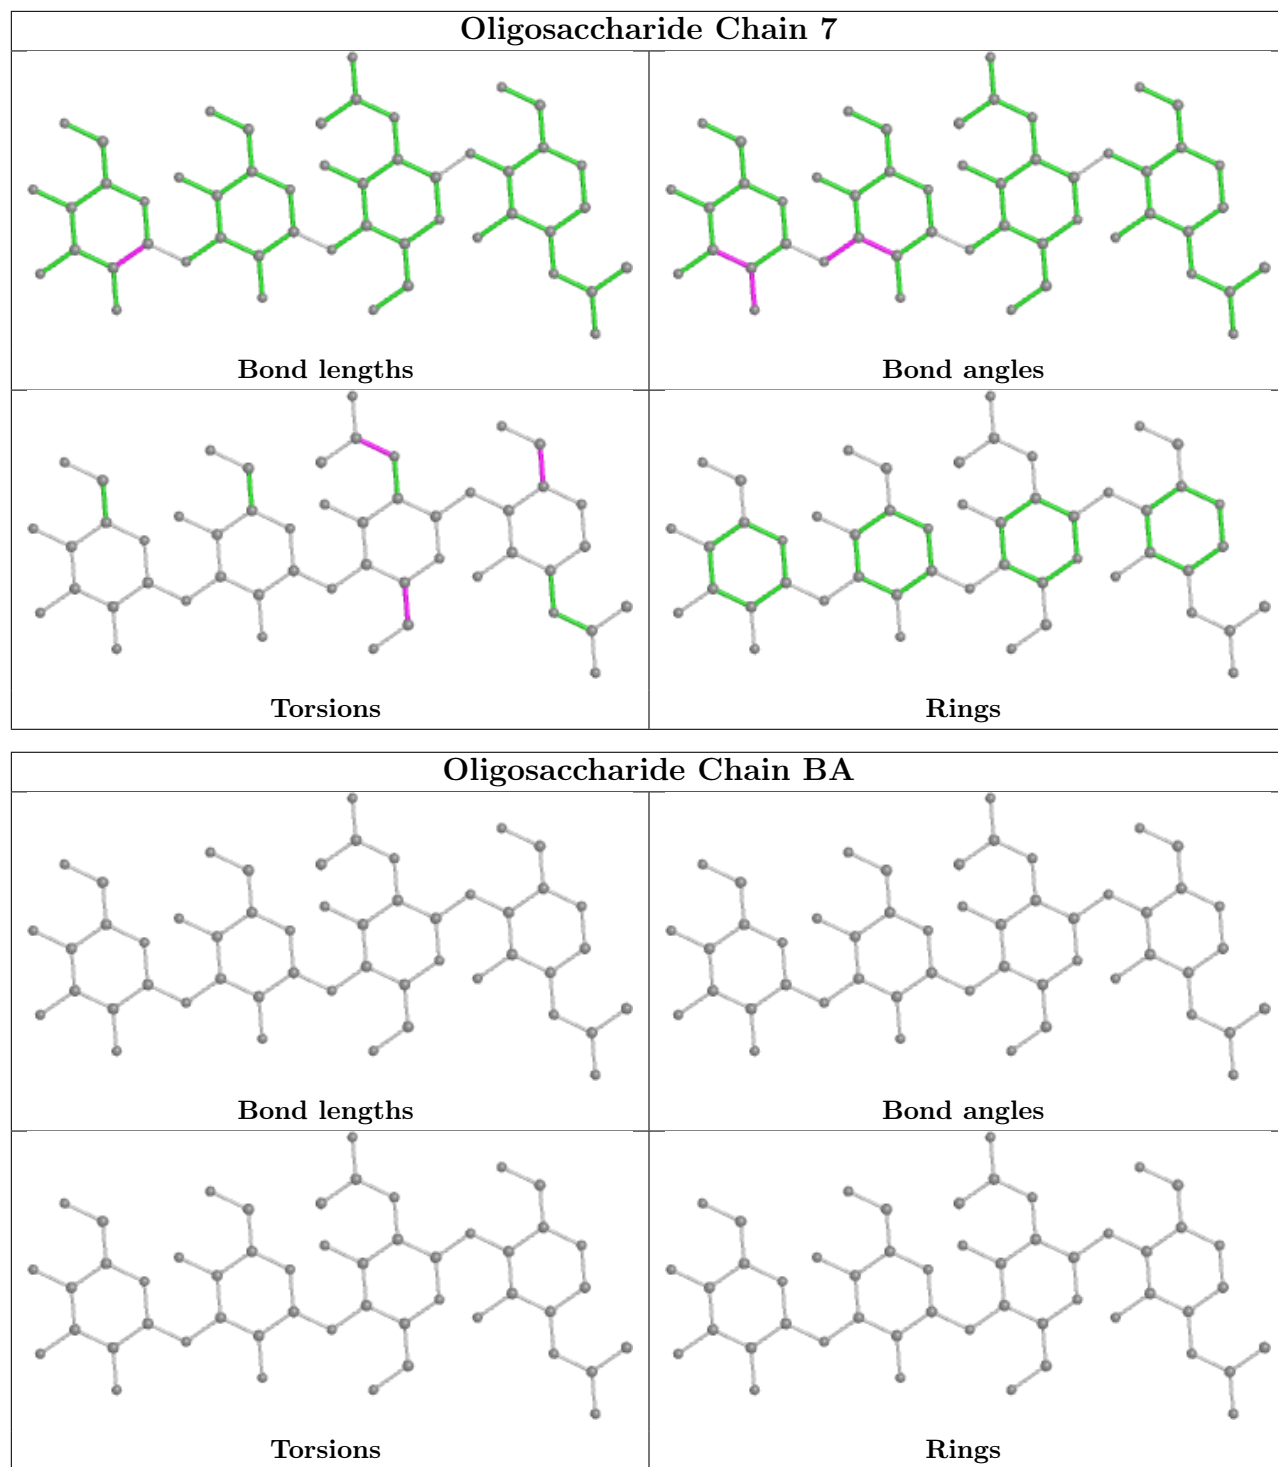 Oligosaccharide Chain 7
Bond lengths
Bond angles
Torsions
Rings
Oligosaccharide Chain BA
Bond lengths
Bond angles
Torsions
Rings